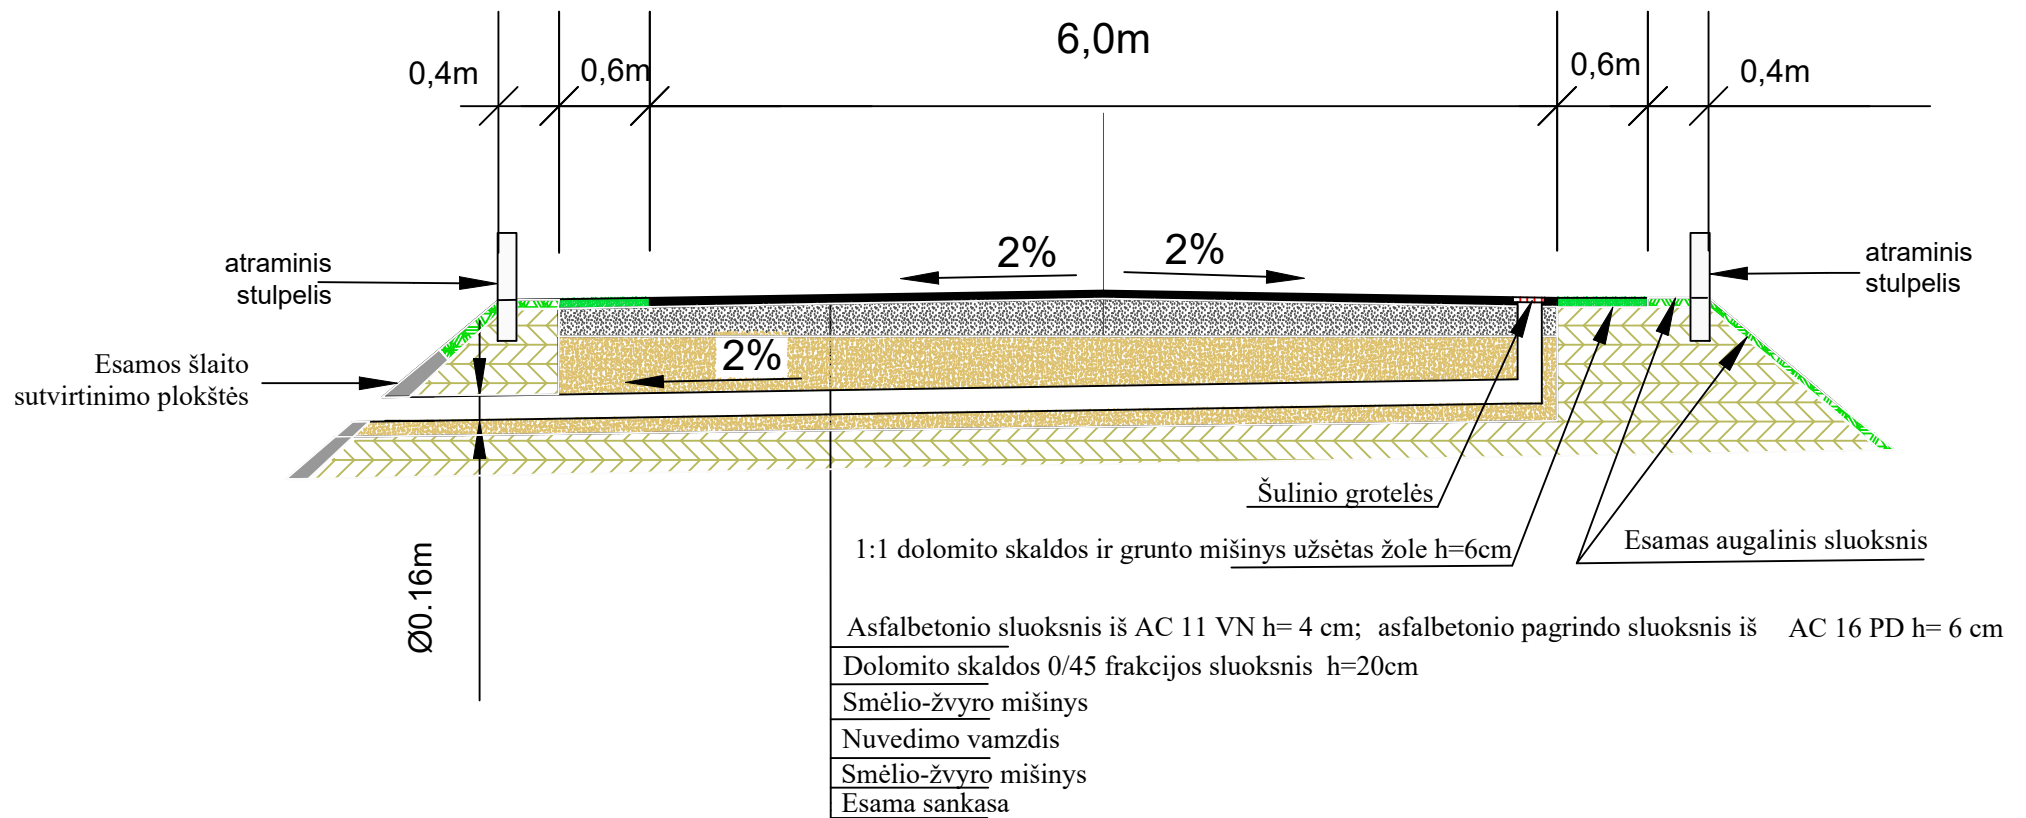 6,0m
0,4m
0,6m
0,6m
0,4m
2%
2%
atraminis
stulpelis
atraminis
stulpelis
2%
Esamos šlaito
sutvirtinimo plokštės
Šulinio grotelės
1:1 dolomito skaldos ir grunto mišinys užsėtas žole h=6cm
Esamas augalinis sluoksnis
Ø0.16m
Asfalbetonio sluoksnis iš AC 11 VN h= 4 cm; asfalbetonio pagrindo sluoksnis iš AC 16 PD h= 6 cm
Dolomito skaldos 0/45 frakcijos sluoksnis h=20cm
Smėlio-žvyro mišinys
Nuvedimo vamzdis
Smėlio-žvyro mišinys
Esama sankasa